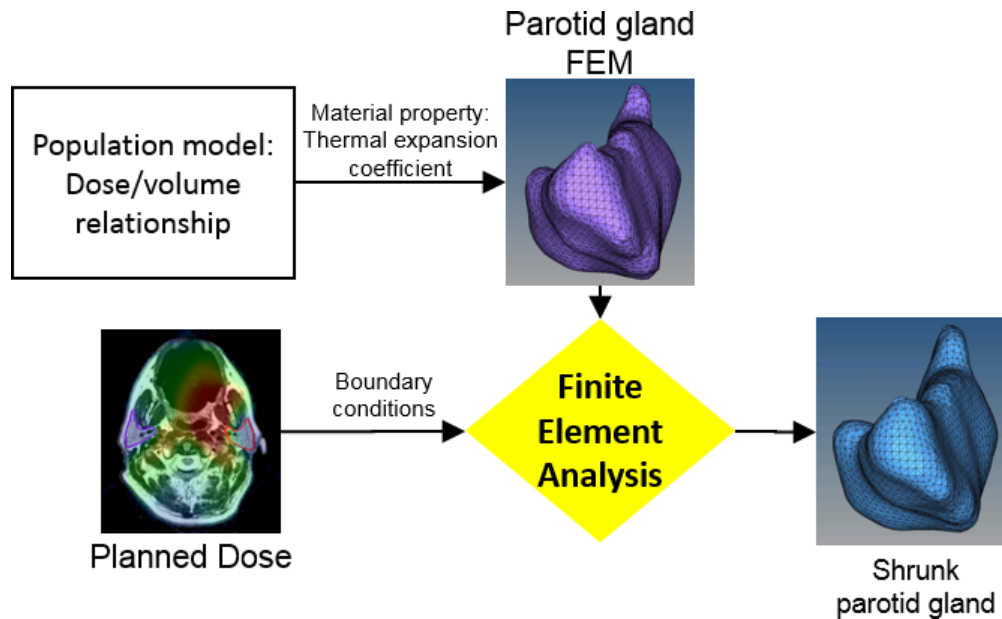 Parotid gland
FEM
Population model:
Dose/volume
relationship
Material property:
Thermal expansion
coefficient
Boundary
conditions
Finite
Element
Analysis
Planned Dose
Shrunk
parotid gland